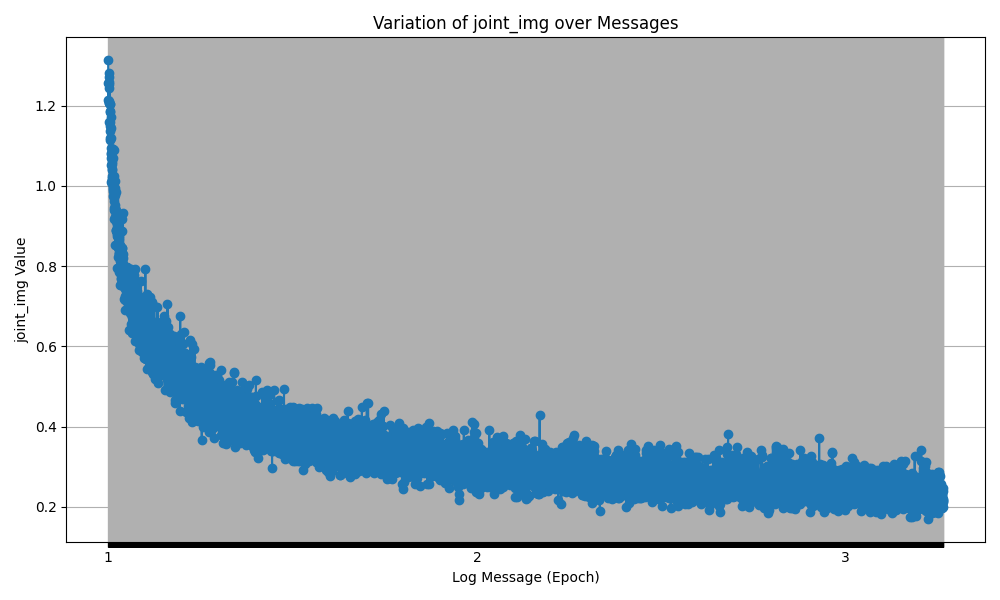 Variation of joint_img over Messages
joint_img Value
1.2
1.0
0.8
0.6
0.4
0.2
1 2 3
Log Message (Epoch)